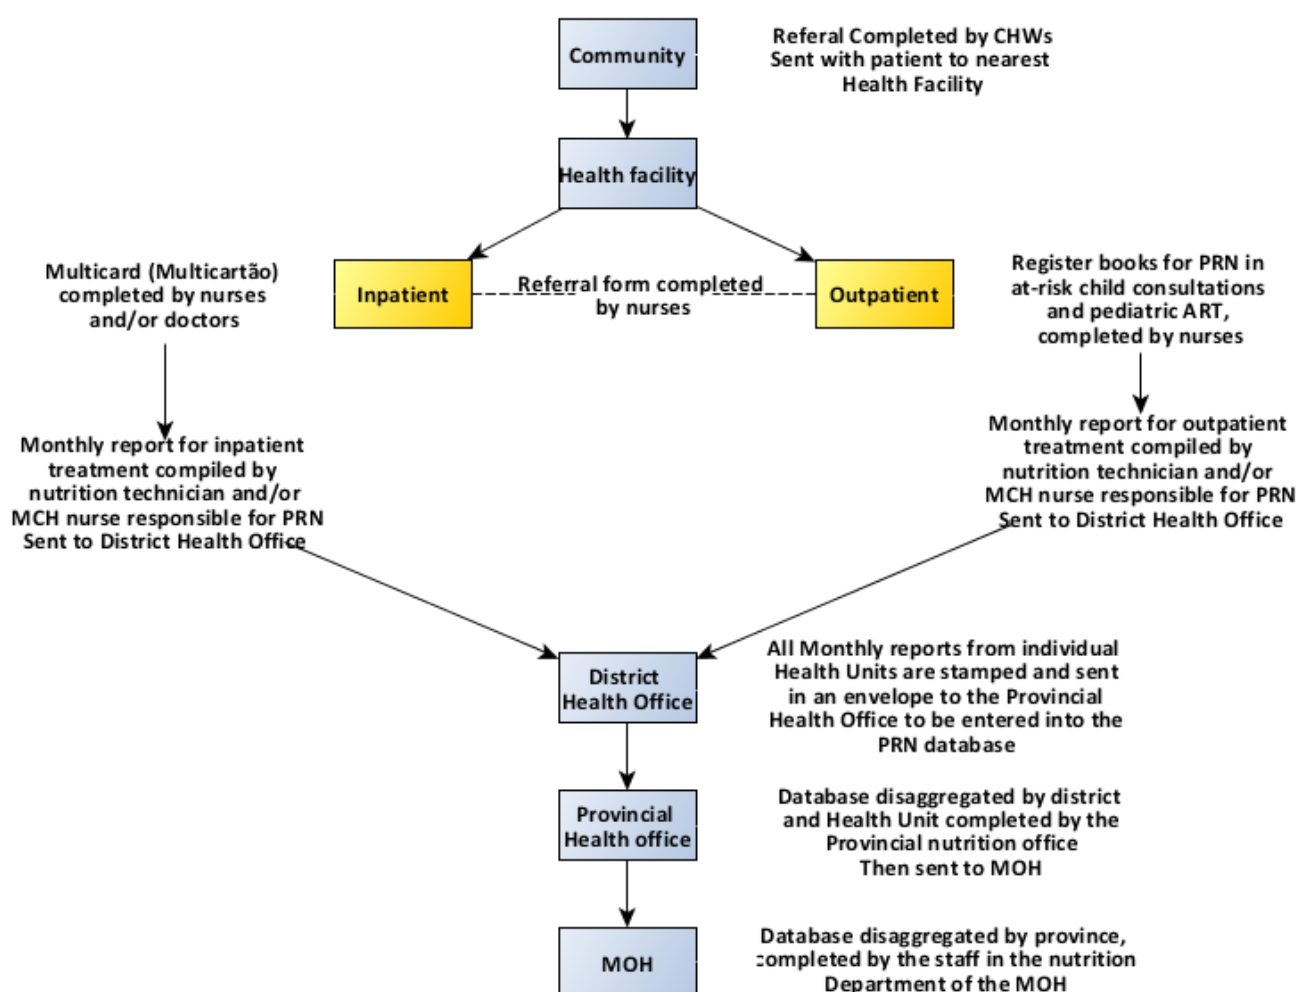 Community
Referal Completed by CHWs
Sent with patient to nearest
Health Facility
Health facility
Multicard (Multicartão)
completed by nurses
and/or doctors
Inpatient
Referral form completed
by nurses
Outpatient
Register books for PRN in
at-risk child consultations
and pediatric ART,
completed by nurses
Monthly report for inpatient
treatment compiled by
nutrition technician and/or
MCH nurse responsible for PRN
Sent to District Health Office
Monthly report for outpatient
treatment compiled by
nutrition technician and/or
MCH nurse responsible for PRN
Sent to District Health Office
District
Health Office
All Monthly reports from individual
Health Units are stamped and sent
in an envelope to the Provincial
Health Office to be entered into the
PRN database
Provincial
Health office
Database disaggregated by district
and Health Unit completed by the
Provincial nutrition office
Then sent to MOH
MOH
Database disaggregated by province,
completed by the staff in the nutrition
Department of the MOH